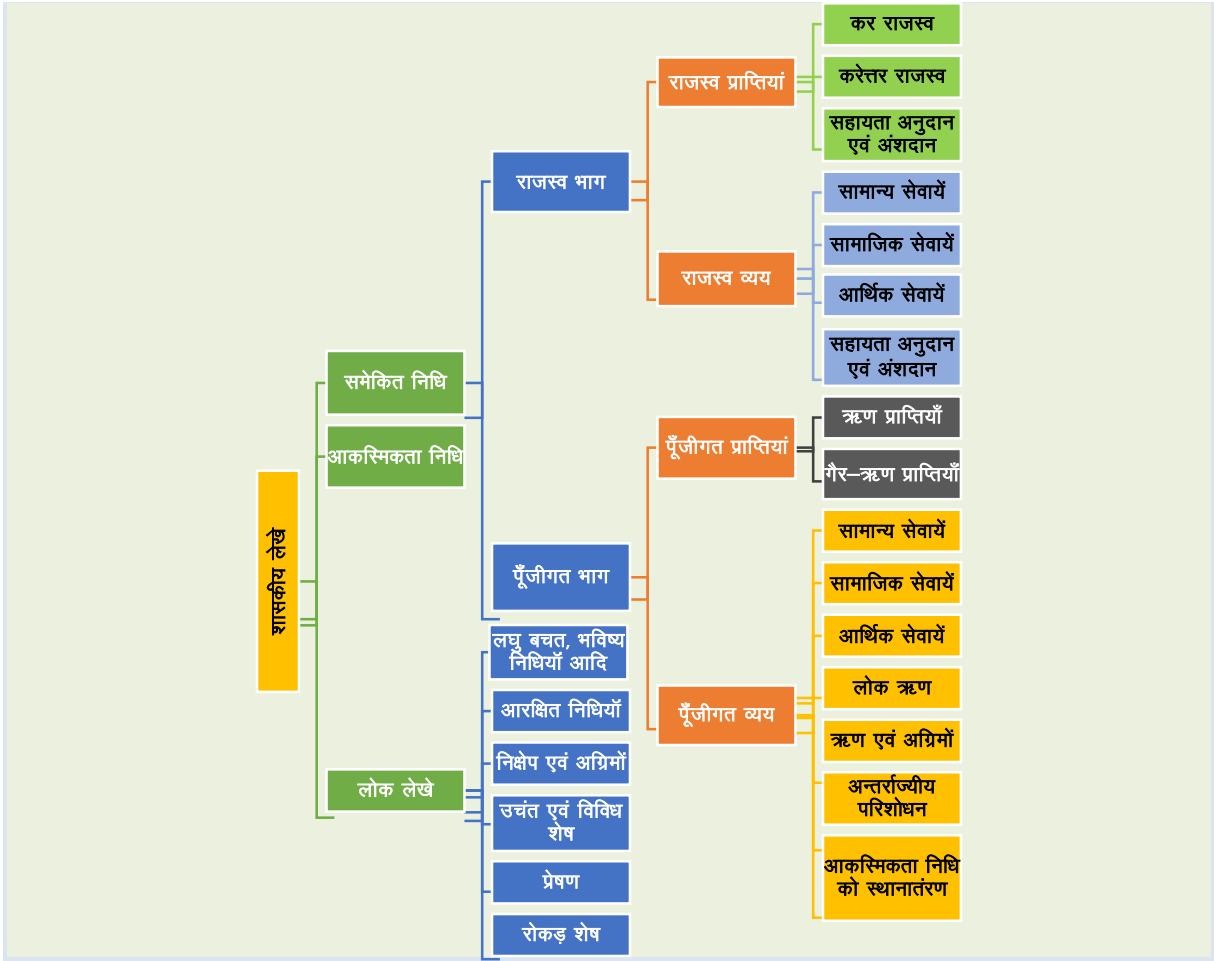 शासकीय लेखे
समेकित निधि
आकस्मिकता निधि
लोक लेखे
राजस्व भाग
पूँजीगत भाग
लघु बचत, भविष्य
निधियॉ आदि
आरक्षित निधियॉ
निक्षेप एवं अग्रिमों
उचंत एवं विविध
शेष
प्रेषण
रोकड़ शेष
राजस्व प्राप्तियां
राजस्व व्यय
पूँजीगत प्राप्तियां
पूँजीगत व्यय
कर राजस्व
करेत्तर राजस्व
सहायता अनुदान
एवं अंशदान
सामान्य सेवायें
सामाजिक सेवायें
आर्थिक सेवायें
सहायता अनुदान
एवं अंशदान
ऋण प्राप्तियाँ
गैर–ऋण प्राप्तियाँ
सामान्य सेवायें
सामाजिक सेवायें
आर्थिक सेवायें
लोक ऋण
ऋण एवं अग्रिमों
अन्तर्राज्यीय
परिशोधन
आकस्मिकता निधि
को स्थानातंरण